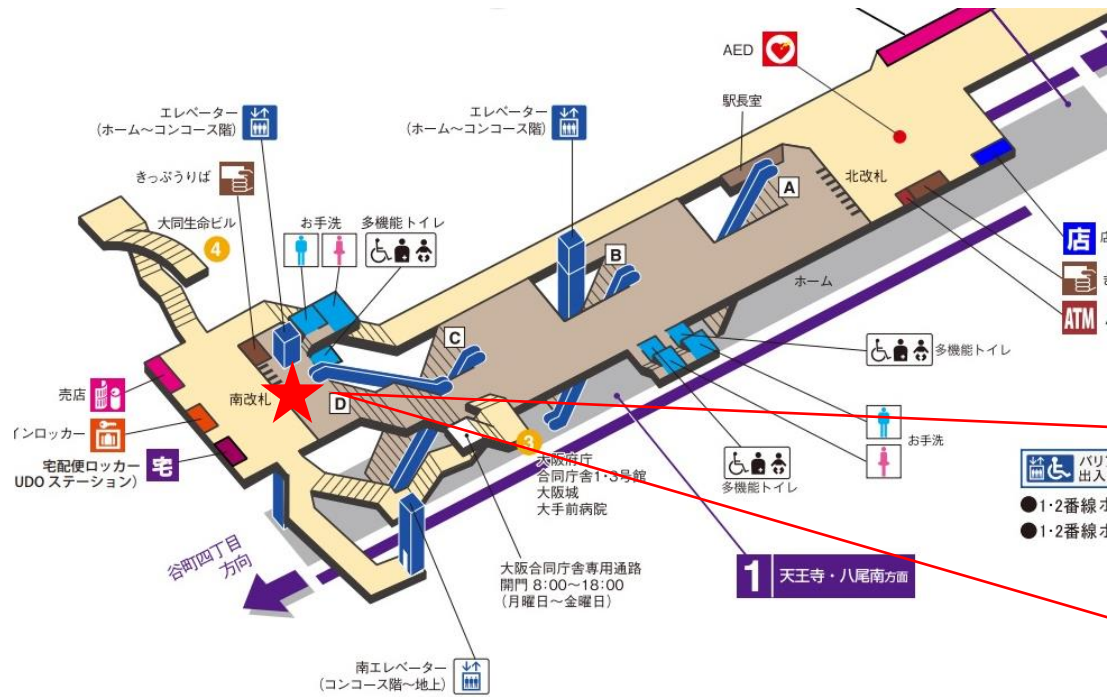 AED
駅長室
エレベーター
(ホーム〜コンコース階)
エレベーター
(ホーム〜コンコース階)
きっぷうりば
大同生命ビル
4
お手洗
多機能トイレ
A
北改札
B
店
ATM
ホーム
C
多機能トイレ
売店
南改札
D
インロッカー
3
お手洗
宅配便ロッカー
UDO ステーション)
宅
大阪府庁
合同庁舎1・3号館
大阪城
大手前病院
多機能トイレ
バリ
出入
●1・2番線ホ
●1・2番線ホ
谷町四丁目
方向
大阪合同庁舎専用通路
開門 8:00〜18:00
(月曜日〜金曜日)
1 天王寺・八尾南方面
南エレベーター
(コンコース階〜地上)